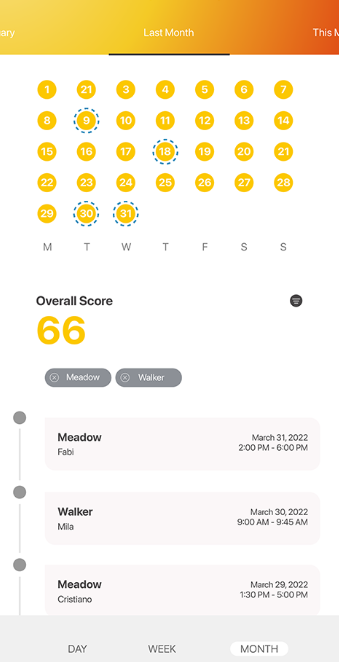 ary Last Month This M
1 21 3 4 5 6 7
8 9 10 11 12 13 14
15 16 17 18 19 20 21
22 23 24 25 26 27 28
29 30 31
M T W T F S S
Overall Score
66
Meadow Walker
Meadow March 31, 2022
Fabi 2:00 PM - 6:00 PM
Walker March 30, 2022
Mila 9:00 AM - 9:45 AM
Meadow March 29, 2022
Cristiano 1:30 PM - 5:00 PM
DAY WEEK MONTH